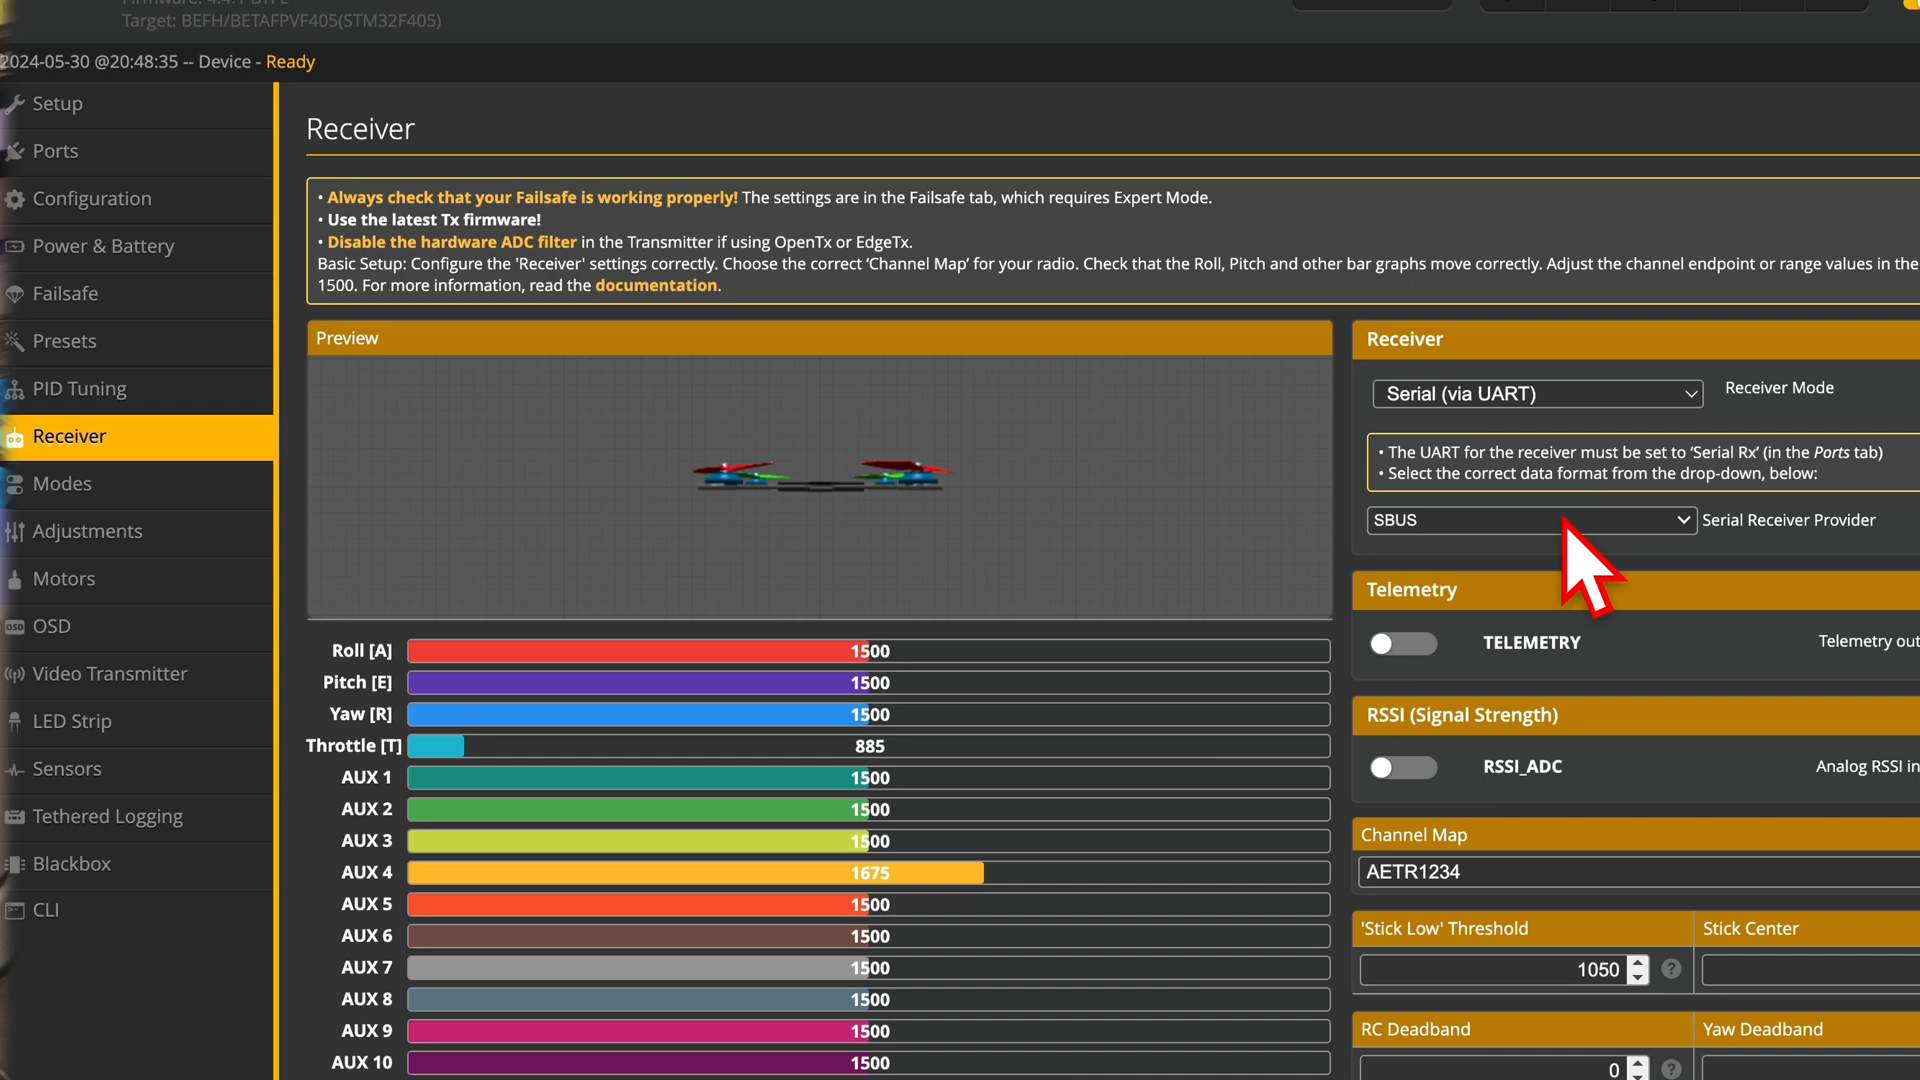 Target: BEFH/BETAFPVF405(STM32F405)
2024-05-30 @20:48:35 -- Device - Ready
Setup
Ports
Configuration
Power & Battery
Failsafe
Presets
PID Tuning
Receiver
Modes
Adjustments
Motors
OSD
Video Transmitter
LED Strip
Sensors
Tethered Logging
Blackbox
CLI
Receiver
• Always check that your Failsafe is working properly! The settings are in the Failsafe tab, which requires Expert Mode.
• Use the latest Tx firmware!
• Disable the hardware ADC filter in the Transmitter if using OpenTx or EdgeTx.
Basic Setup: Configure the 'Receiver' settings correctly. Choose the correct 'Channel Map' for your radio. Check that the Roll, Pitch and other bar graphs move correctly. Adjust the channel endpoint or range values in the
1500. For more information, read the documentation.
Preview
Roll [A] 1500
Pitch [E] 1500
Yaw [R] 1500
Throttle [T] 885
AUX 1 1500
AUX 2 1500
AUX 3 1500
AUX 4 1675
AUX 5 1500
AUX 6 1500
AUX 7 1500
AUX 8 1500
AUX 9 1500
AUX 10 1500
Receiver
Serial (via UART) Receiver Mode
• The UART for the receiver must be set to 'Serial Rx' (in the Ports tab)
• Select the correct data format from the drop-down, below:
SBUS Serial Receiver Provider
Telemetry
TELEMETRY Telemetry out
RSSI (Signal Strength)
RSSI_ADC Analog RSSI in
Channel Map
AETR1234
'Stick Low' Threshold Stick Center
1050
RC Deadband Yaw Deadband
0